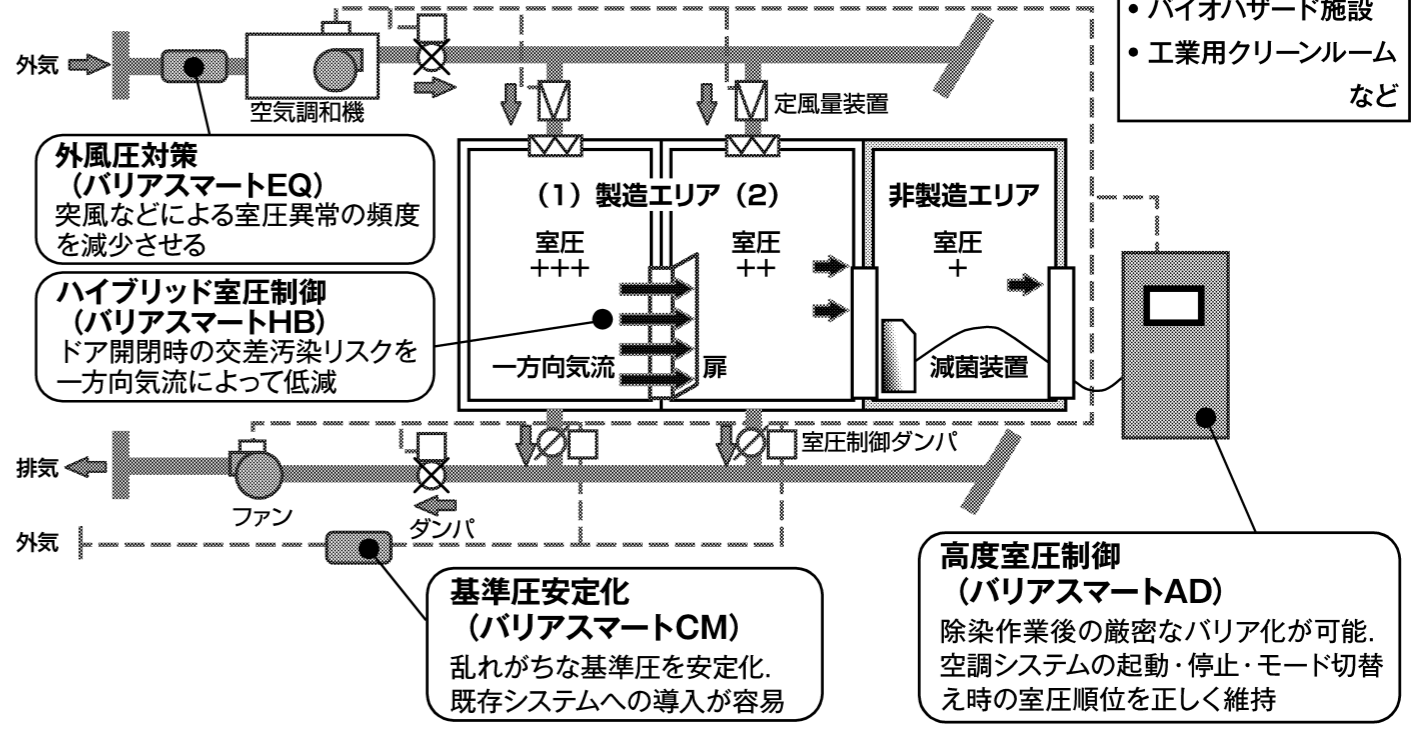 • バイオハザード施設
• 工業用クリーンルーム
など
外気
空気調和機
定風量装置
外風圧対策
（バリアスマートEQ）
突風などによる室圧異常の頻度
を減少させる
（1）製造エリア（2）
非製造エリア
室圧
+++
室圧
++
室圧
+
ハイブリッド室圧制御
（バリアスマートHB）
ドア開閉時の交差汚染リスクを
一方向気流によって低減
一方向気流
扉
滅菌装置
室圧制御ダンパ
排気
ファン
ダンパ
外気
基準圧安定化
（バリアスマートCM）
乱れがちな基準圧を安定化.
既存システムへの導入が容易
高度室圧制御
（バリアスマートAD）
除染作業後の厳密なバリア化が可能.
空調システムの起動・停止・モード切替
え時の室圧順位を正しく維持